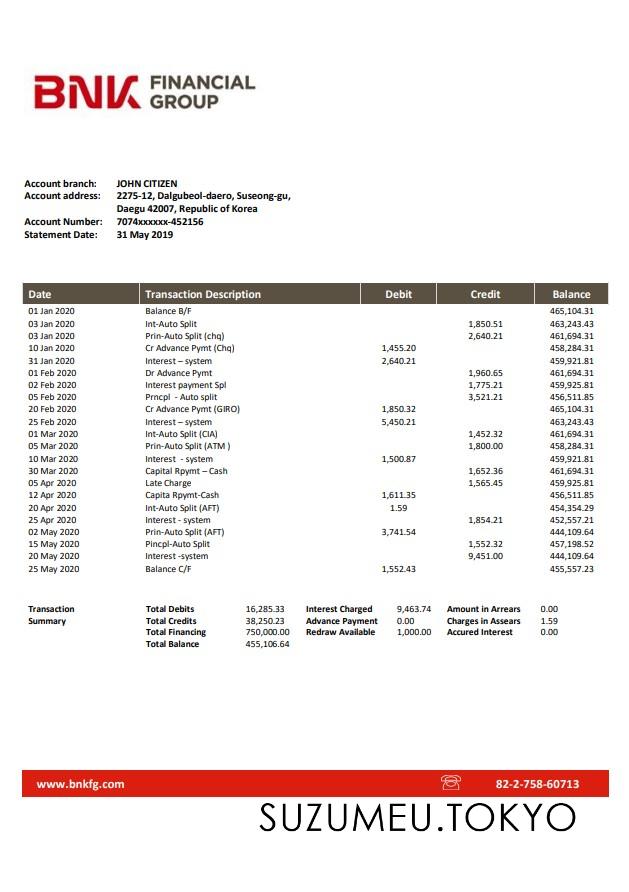 BNK FINANCIAL
GROUP
Account branch: JOHN CITIZEN
Account address: 2275-12, Dalgubeol-daero, Suseong-gu,
Daegu 42007, Republic of Korea
Account Number: 7074xxxxxx-452156
Statement Date: 31 May 2019
Date Transaction Description Debit Credit Balance
01 Jan 2020 Balance B/F 465,104.31
03 Jan 2020 Int-Auto Split 1,850.51 463,243.43
03 Jan 2020 Prin-Auto Split (chq) 2,640.21 461,694.31
10 Jan 2020 Cr Advance Pymt (Chq) 1,455.20 458,284.31
31 Jan 2020 Interest – system 2,640.21 459,921.81
01 Feb 2020 Dr Advance Pymt 1,960.65 461,694.31
02 Feb 2020 Interest payment Spl 1,775.21 459,925.81
05 Feb 2020 Prncpl - Auto split 3,521.21 456,511.85
20 Feb 2020 Cr Advance Pymt (GIRO) 1,850.32 465,104.31
25 Feb 2020 Interest – system 5,450.21 463,243.43
01 Mar 2020 Int-Auto Split (CIA) 1,452.32 461,694.31
05 Mar 2020 Prin-Auto Split (ATM ) 1,800.00 458,284.31
10 Mar 2020 Interest - system 1,500.87 459,921.81
30 Mar 2020 Capital Rpymt – Cash 1,652.36 461,694.31
05 Apr 2020 Late Charge 1,565.45 459,925.81
12 Apr 2020 Capita Rpymt-Cash 1,611.35 456,511.85
20 Apr 2020 Int-Auto Split (AFT) 1.59 454,354.29
25 Apr 2020 Interest - system 1,854.21 452,557.21
02 May 2020 Prin-Auto Split (AFT) 3,741.54 444,109.64
15 May 2020 Pincpl-Auto Split 1,552.32 457,198.52
20 May 2020 Interest -system 9,451.00 444,109.64
25 May 2020 Balance C/F 1,552.43 455,557.23
Transaction Total Debits 16,285.33 Interest Charged 9,463.74 Amount in Arrears 0.00
Summary Total Credits 38,250.23 Advance Payment 0.00 Charges in Assears 1.59
Total Financing 750,000.00 Redraw Available 1,000.00 Accured Interest 0.00
Total Balance 455,106.64
www.bnkfg.com 82-2-758-60713
SUZUMEU.TOKYO